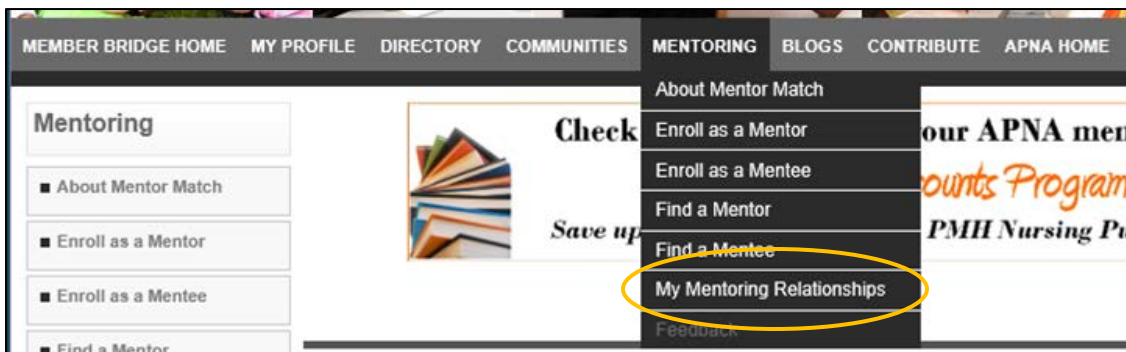 MEMBER BRIDGE HOME MY PROFILE DIRECTORY COMMUNITIES MENTORING BLOGS CONTRIBUTE APNA HOME
About Mentor Match
Enroll as a Mentor
Enroll as a Mentee
Find a Mentor
Find a Mentee
My Mentoring Relationships
Feedback
Mentoring
About Mentor Match
Enroll as a Mentor
Enroll as a Mentee
Find a Mentor
Check our APNA men
ounts Program
Save up PMH Nursing Pu